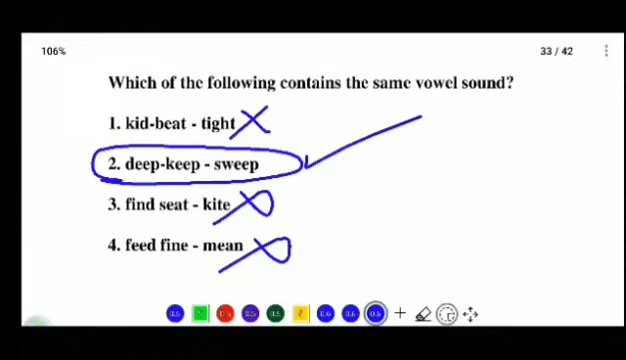 106%
33 / 42
Which of the following contains the same vowel sound?
1. kid-beat - tight
2. deep-keep - sweep
3. find seat - kite
4. feed fine - mean